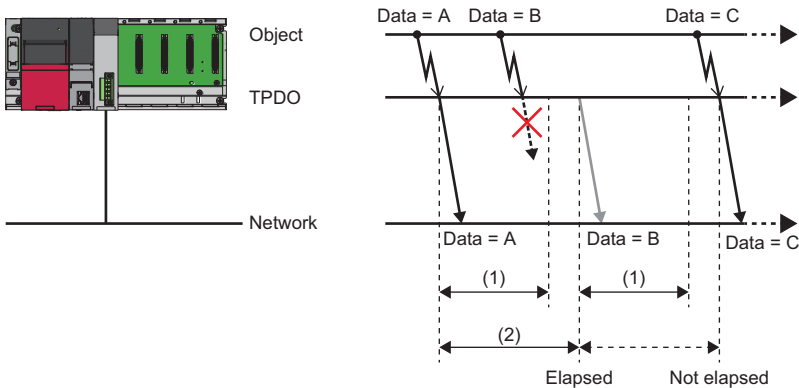 Data = A
Data = B
Data = C
Object
TPDO
Network
Data = A
Data = B
Data = C
(1)
(1)
(2)
Elapsed
Not elapsed